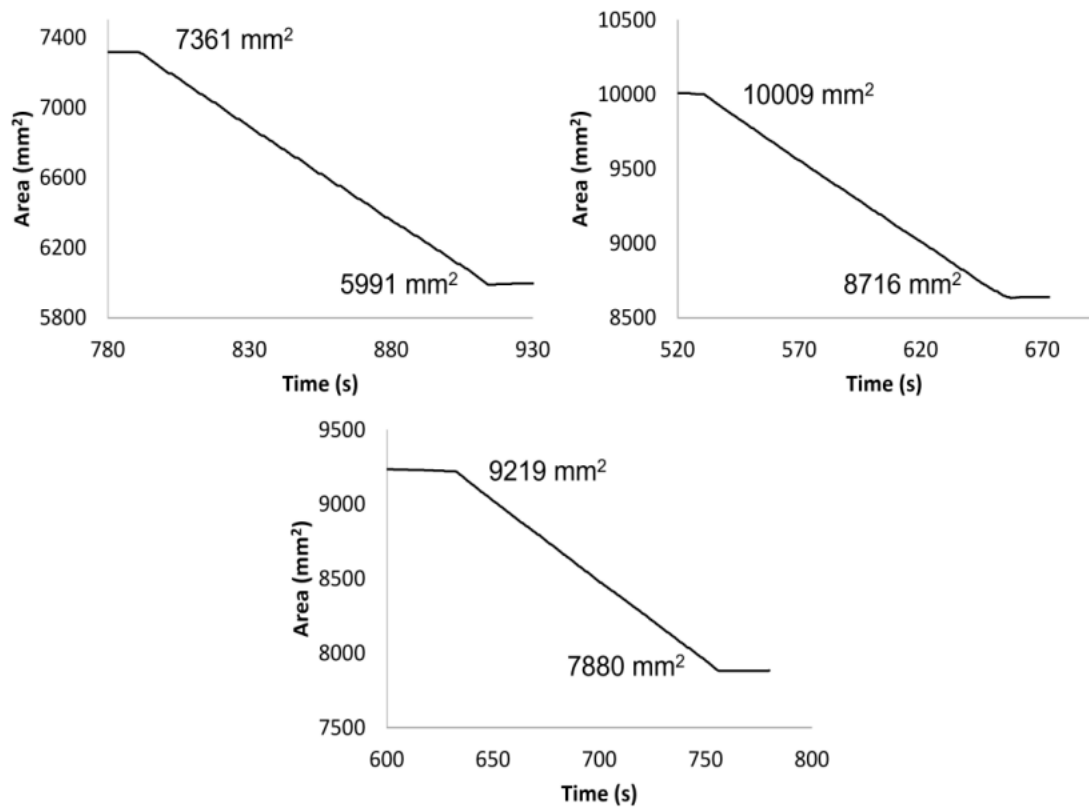 7400
7000
6600
6200
5800
Area (mm²)
7361 mm²
5991 mm²
780 830 880 930
Time (s)
10500
10000
9500
9000
8500
Area (mm²)
10009 mm²
8716 mm²
520 570 620 670
Time (s)
9500
9000
8500
8000
7500
Area (mm²)
9219 mm²
7880 mm²
600 650 700 750 800
Time (s)